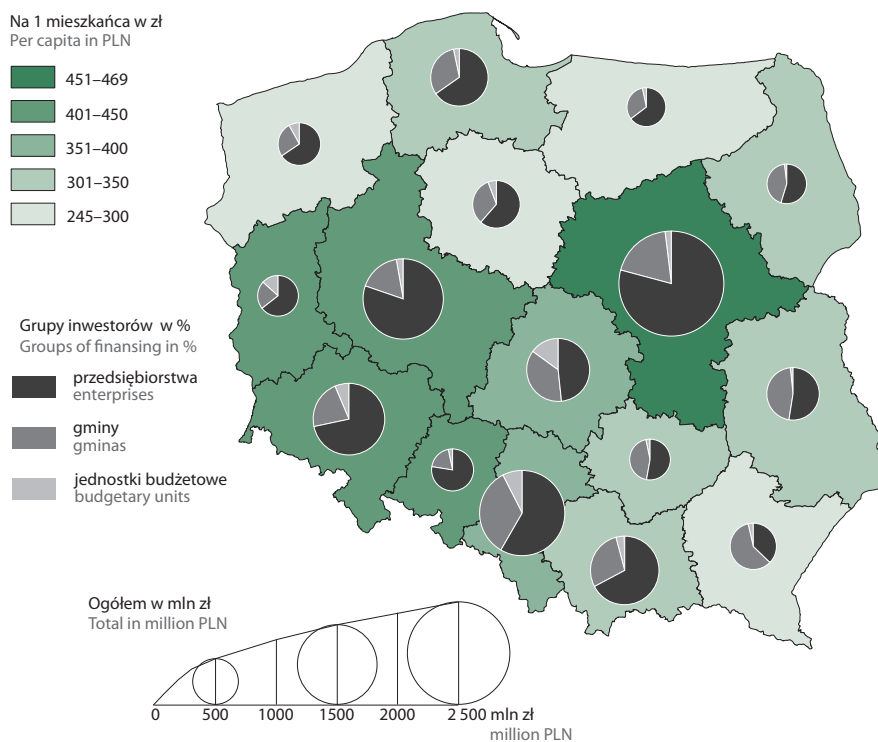 Na 1 mieszkańca w zł
Per capita in PLN
451–469
401–450
351–400
301–350
245–300
Grupy inwestorów w %
Groups of finansing in %
przedsiębiorstwa
enterprises
gminy
gminas
jednostki budżetowe
budgetary units
Ogółem w mln zł
Total in million PLN
0 500 1000 1500 2000 2 500 mln zł
million PLN